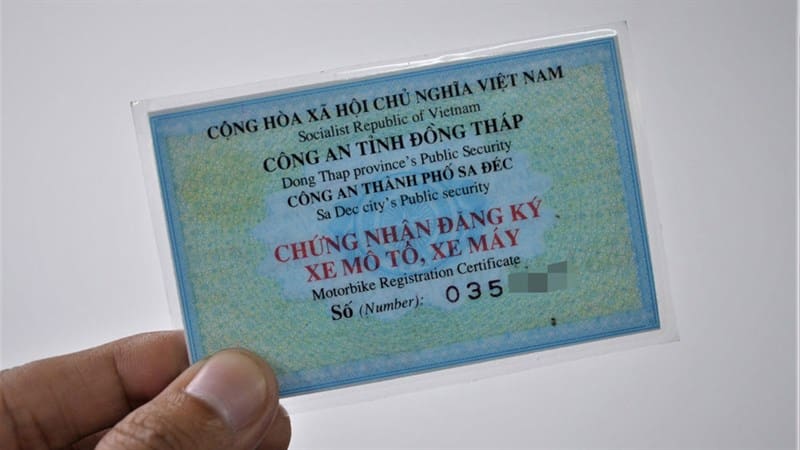 CỘNG HÒA XÃ HỘI CHỦ NGHĨA VIỆT NAM
Socialist Republic of Vietnam
CÔNG AN TỈNH ĐỒNG THÁP
Dong Thap province's Public Security
CÔNG AN THÀNH PHỐ SA ĐÉC
Sa Dec city's Public security
CHỨNG NHẬN ĐĂNG KÝ
XE MÔ TÔ, XE MÁY
Motorbike Registration Certificate
Số (Number): 035